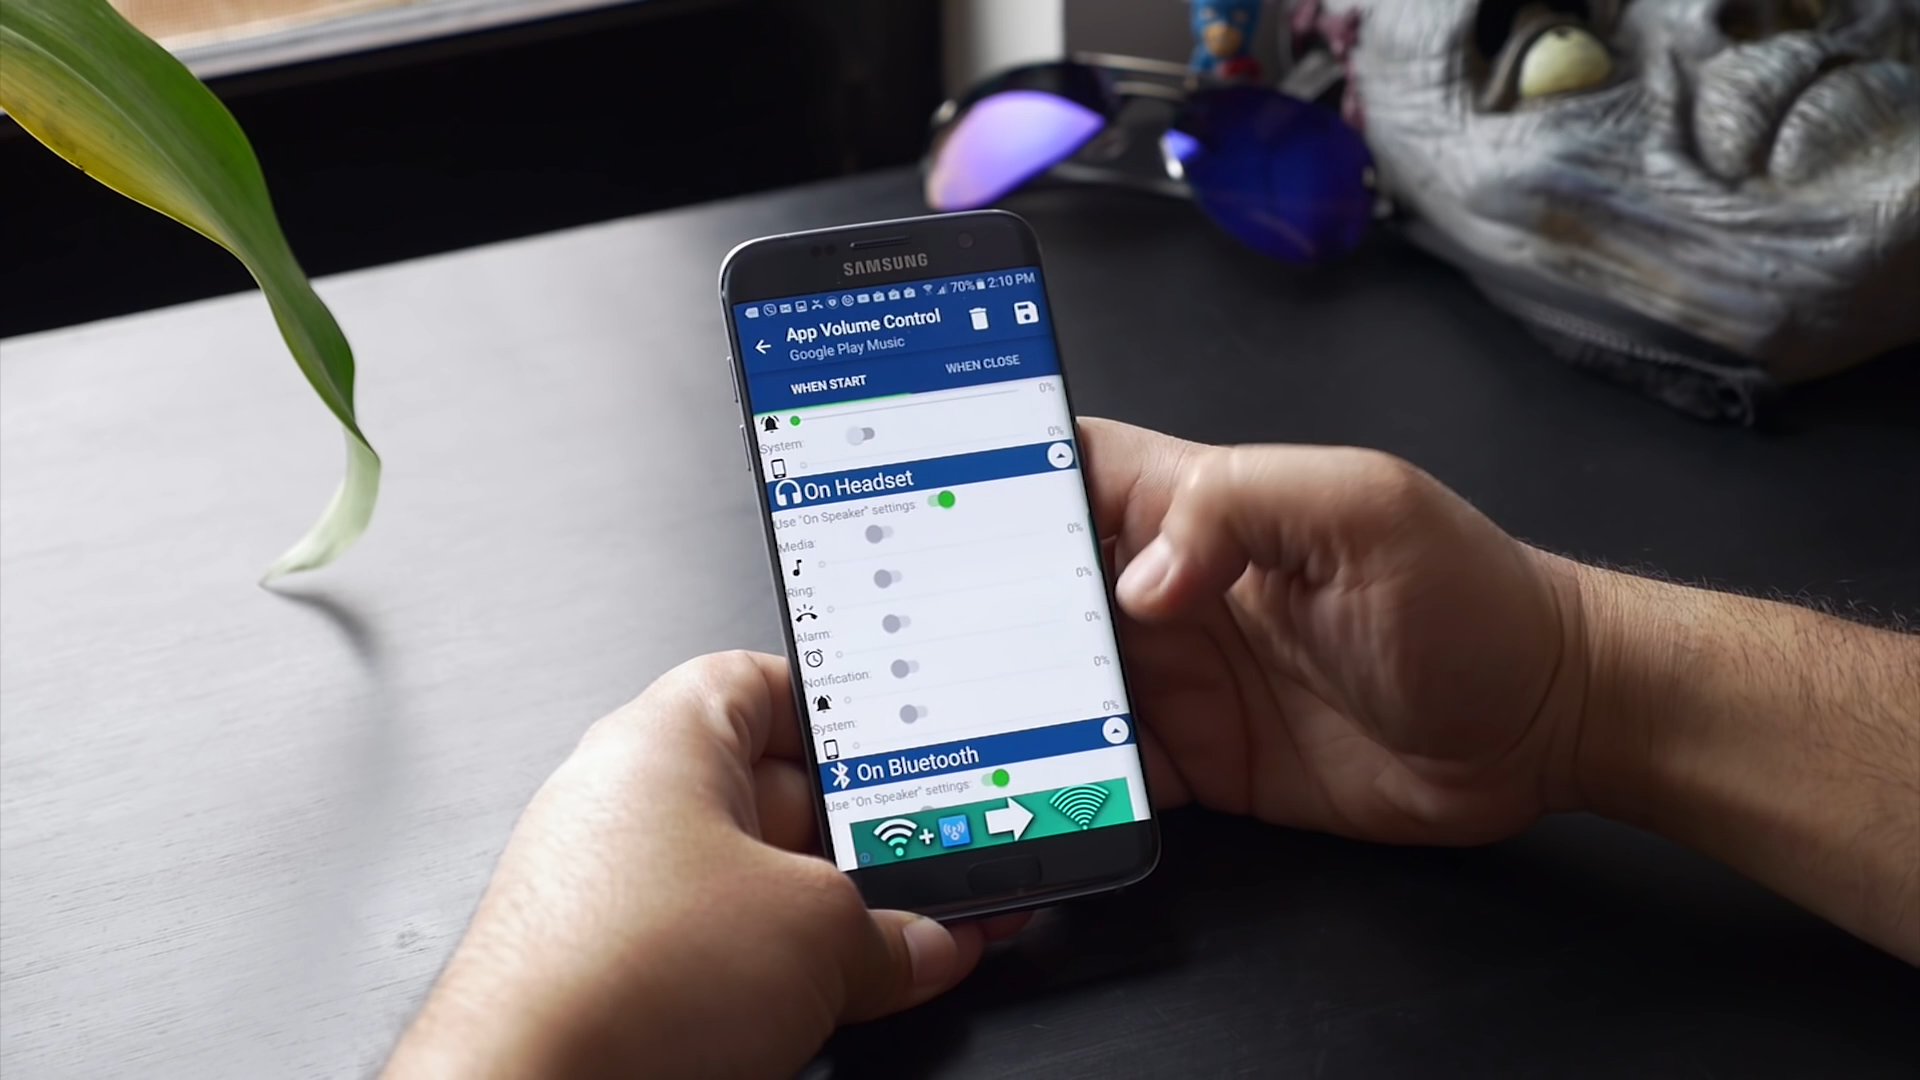 SAMSUNG
70% 2:10 PM
App Volume Control
Google Play Music
WHEN START
WHEN CLOSE
0%
System:
0%
On Headset
Use "On Speaker" settings:
Media:
0%
Ring:
0%
Alarm:
0%
Notification:
0%
System:
0%
On Bluetooth
Use "On Speaker" settings:
+